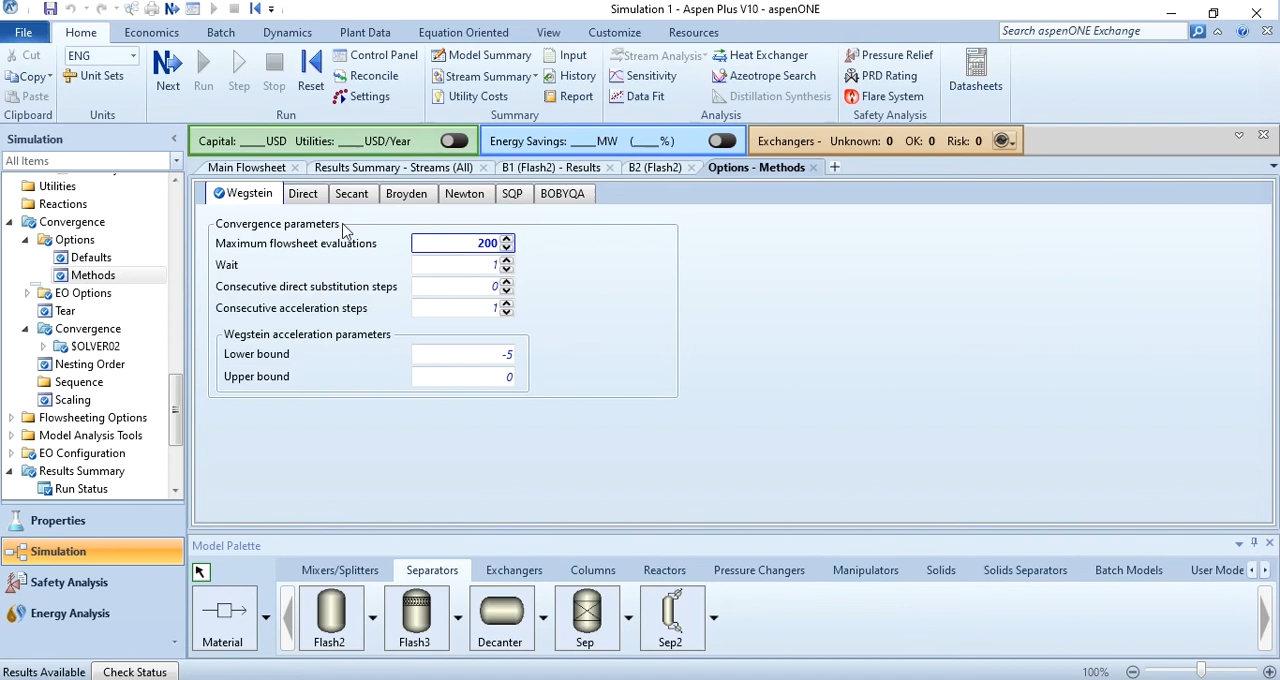 Simulation 1 - Aspen Plus V10 - aspenONE
File Home Economics Batch Dynamics Plant Data Equation Oriented View Customize Resources Search aspenONE Exchange
Cut ENG Control Panel Model Summary Input Stream Analysis Heat Exchanger Pressure Relief
Copy Unit Sets Next Run Step Stop Reset Reconcile Stream Summary History Sensitivity Azeotrope Search PRD Rating Datasheets
Paste Settings Utility Costs Report Data Fit Distillation Synthesis Flare System
Clipboard Units Run Summary Analysis Safety Analysis
Simulation
Capital: ____USD Utilities: ____USD/Year Energy Savings: ____MW (____%) Exchangers - Unknown: 0 OK: 0 Risk: 0
All Items
Main Flowsheet Results Summary - Streams (All) B1 (Flash2) - Results B2 (Flash2) Options - Methods +
Utilities
Reactions
Convergence
Options
Defaults
Methods
EO Options
Tear
Convergence
$OLVER02
Nesting Order
Sequence
Scaling
Flowsheeting Options
Model Analysis Tools
EO Configuration
Results Summary
Run Status
Wegstein Direct Secant Broyden Newton SQP BOBYQA
Convergence parameters
Maximum flowsheet evaluations 200
Wait 1
Consecutive direct substitution steps 0
Consecutive acceleration steps 1
Wegstein acceleration parameters
Lower bound -5
Upper bound 0
Properties
Simulation
Safety Analysis
Energy Analysis
Model Palette
Mixers/Splitters Separators Exchangers Columns Reactors Pressure Changers Manipulators Solids Solids Separators Batch Models User Mode
Material Flash2 Flash3 Decanter Sep Sep2
Results Available Check Status 100%